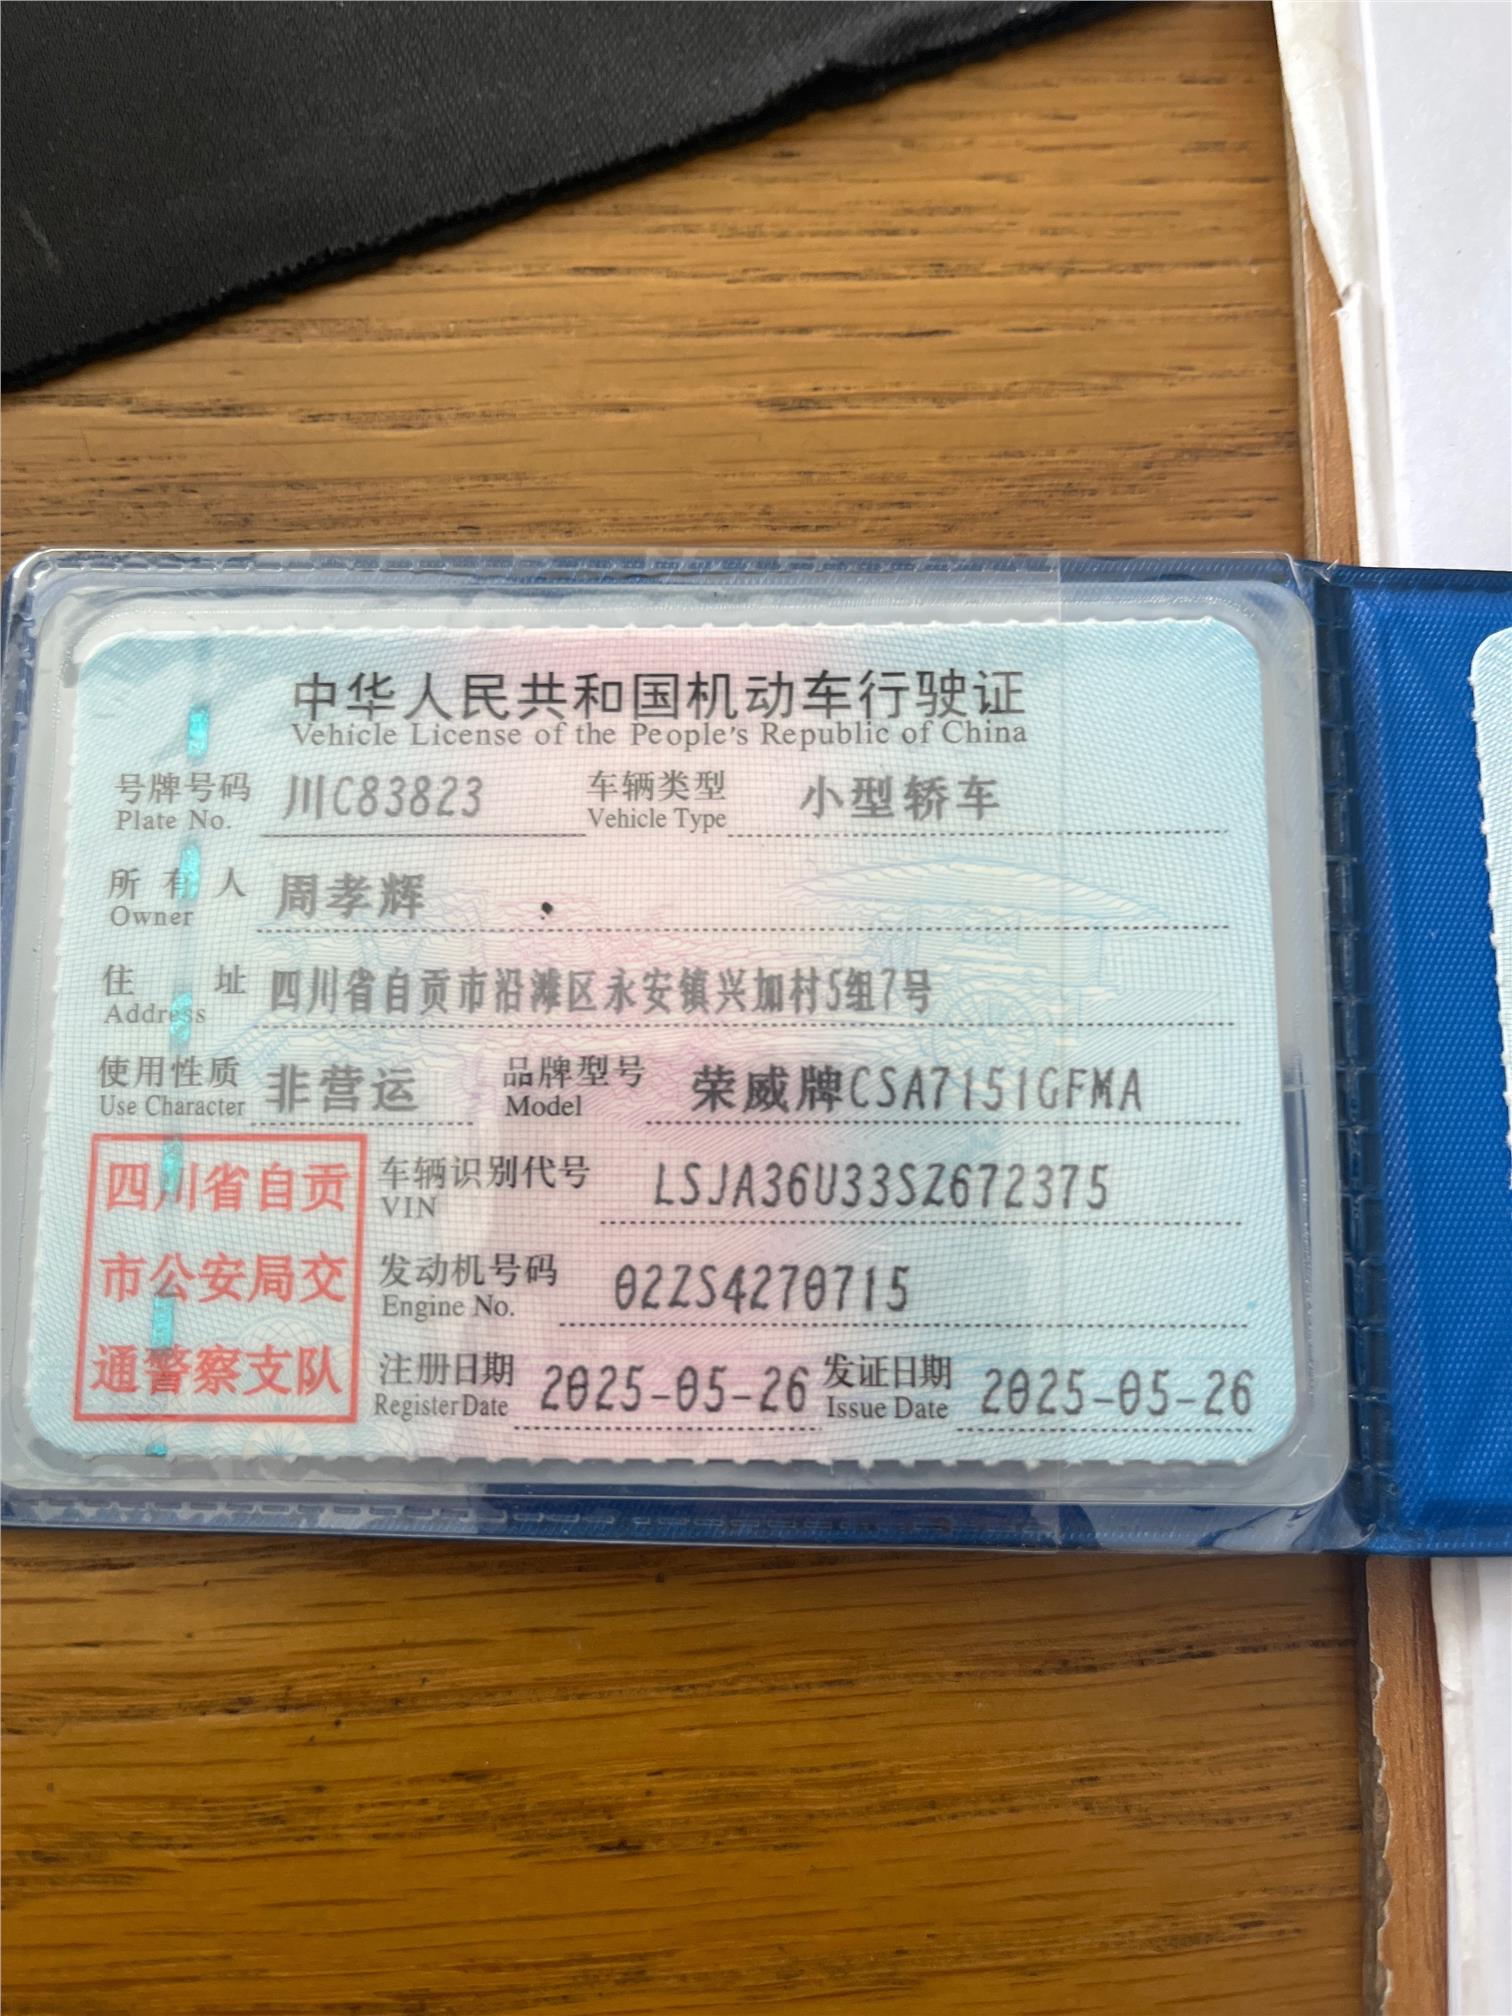 中华人民共和国机动车行驶证
Vehicle License of the People's Republic of China
号牌号码 川C83823 车辆类型 小型轿车
Plate No. Vehicle Type
所有人 周孝辉
Owner
住址 四川省自贡市沿滩区永安镇兴加村5组7号
Address
使用性质 非营运 品牌型号 荣威牌CSA7151GFMA
Use Character Model
四川省自贡
市公安局交
通警察支队
车辆识别代号 LSJA36U33SZ672375
VIN
发动机号码 02ZS4270715
Engine No.
注册日期 2025-05-26 发证日期 2025-05-26
Register Date Issue Date